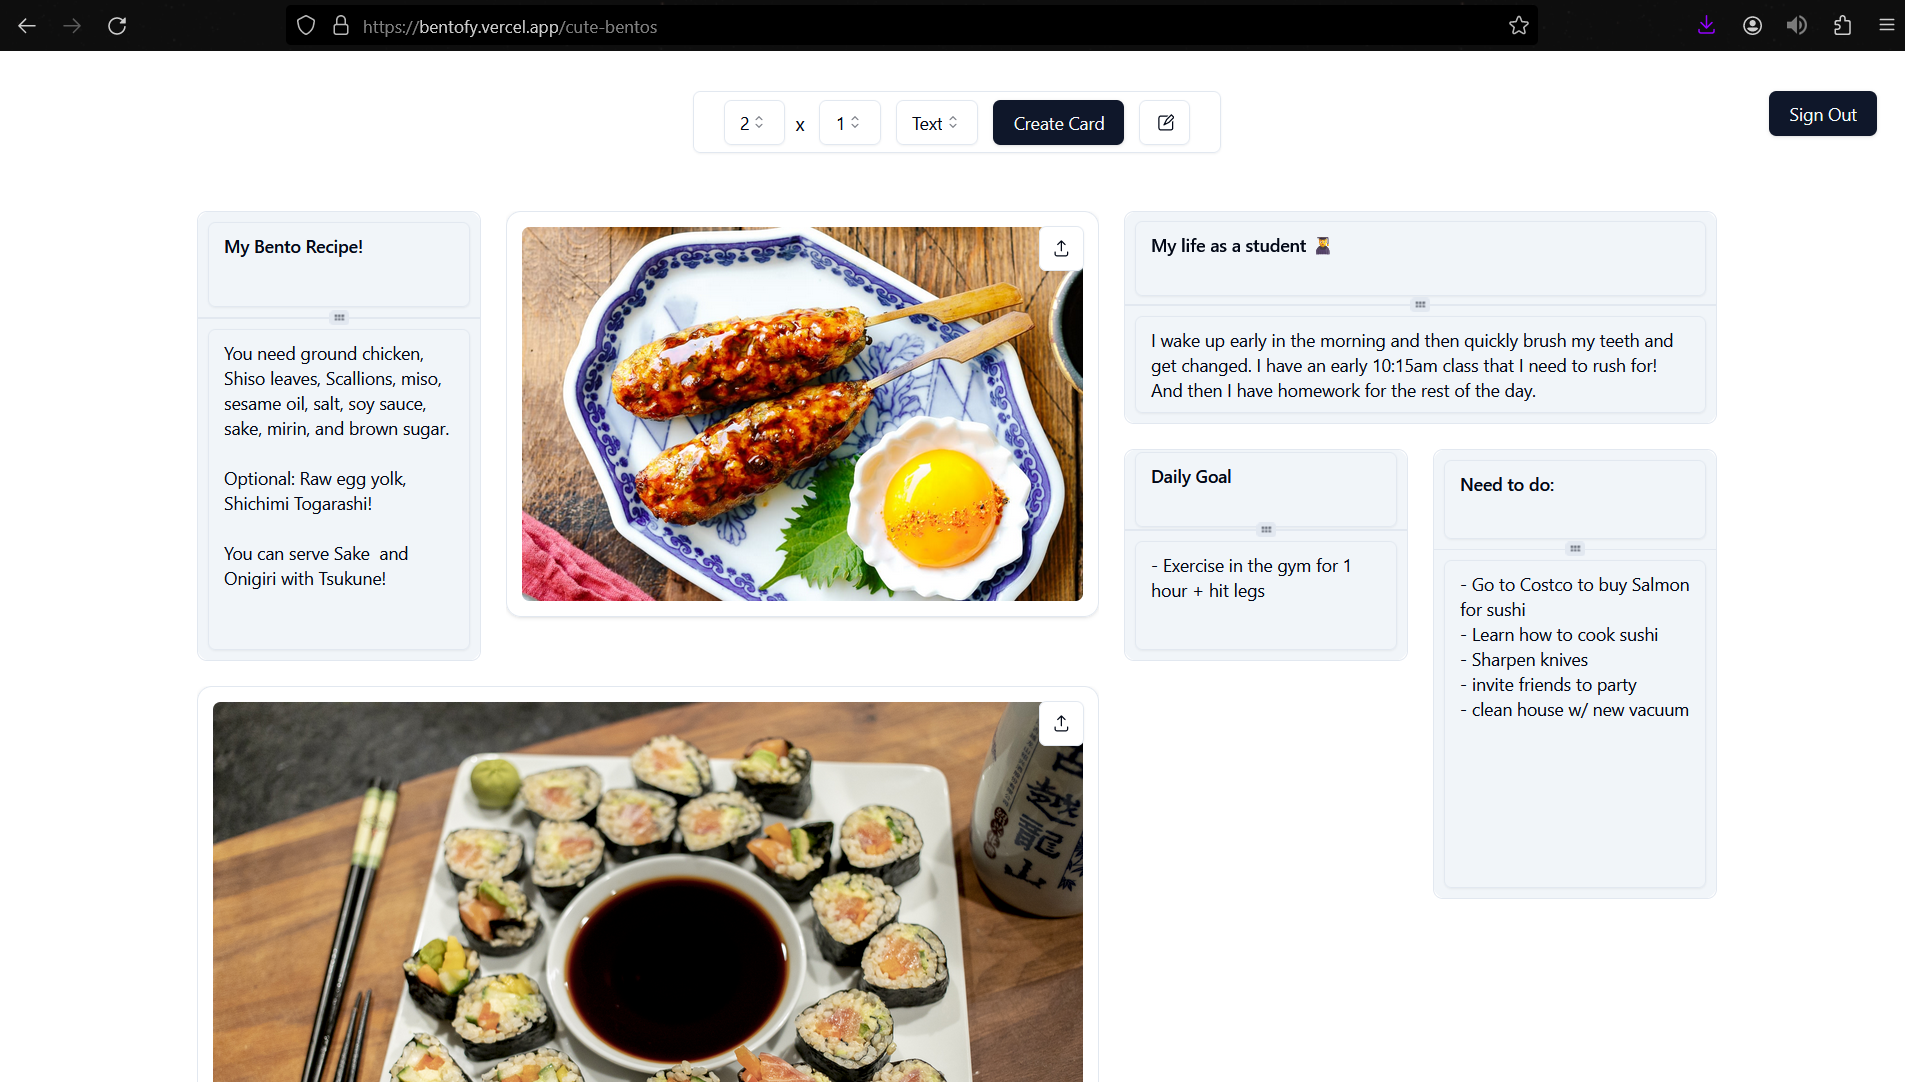 https://bentofy.vercel.app/cute-bentos
2 x 1 Text Create Card
Sign Out
My Bento Recipe!
You need ground chicken,
Shiso leaves, Scallions, miso,
sesame oil, salt, soy sauce,
sake, mirin, and brown sugar.
Optional: Raw egg yolk,
Shichimi Togarashi!
You can serve Sake  and
Onigiri with Tsukune!
My life as a student 👩‍🎓
I wake up early in the morning and then quickly brush my teeth and
get changed. I have an early 10:15am class that I need to rush for!
And then I have homework for the rest of the day.
Daily Goal
- Exercise in the gym for 1
hour + hit legs
Need to do:
- Go to Costco to buy Salmon
for sushi
- Learn how to cook sushi
- Sharpen knives
- invite friends to party
- clean house w/ new vacuum
越
龍
山